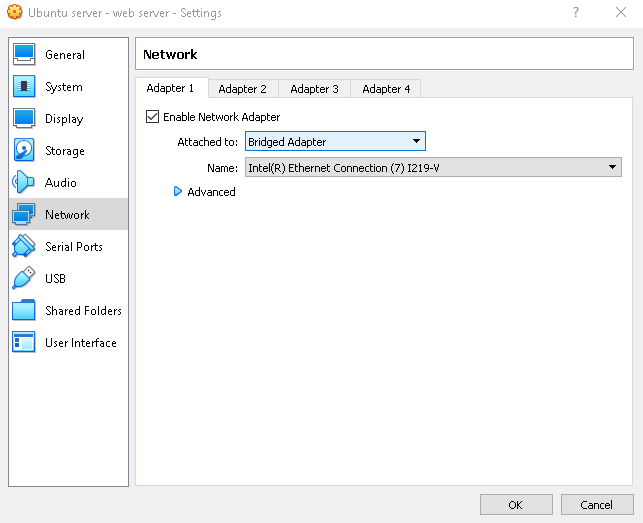 Ubuntu server - web server - Settings
?
General
System
Display
Storage
Audio
Network
Serial Ports
USB
Shared Folders
User Interface
Network
Adapter 1 Adapter 2 Adapter 3 Adapter 4
Enable Network Adapter
Attached to: Bridged Adapter
Name: Intel(R) Ethernet Connection (7) I219-V
Advanced
OK Cancel